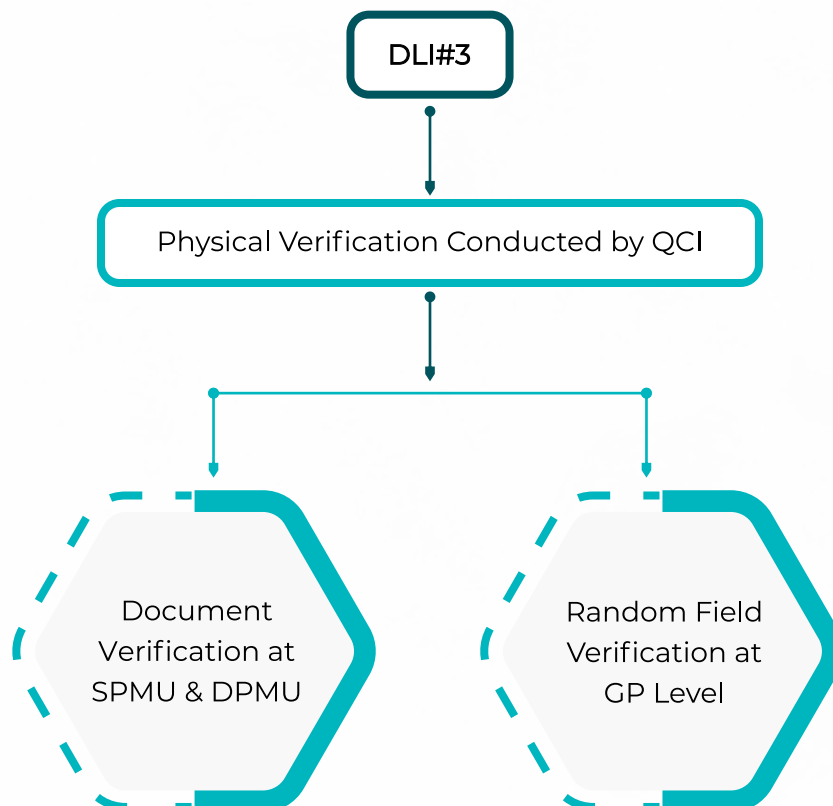 DLI#3
Physical Verification Conducted by QCI
Document
Verification at
SPMU & DPMU
Random Field
Verification at
GP Level